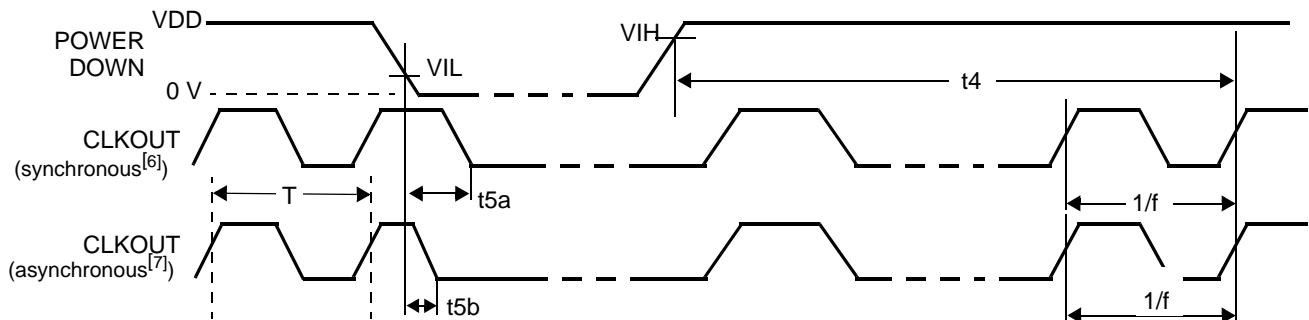 VDD
POWER
DOWN
VIL
VIH
0 V
t4
CLKOUT
(synchronous[6])
T
t5a
1/f
CLKOUT
(asynchronous[7])
t5b
1/f